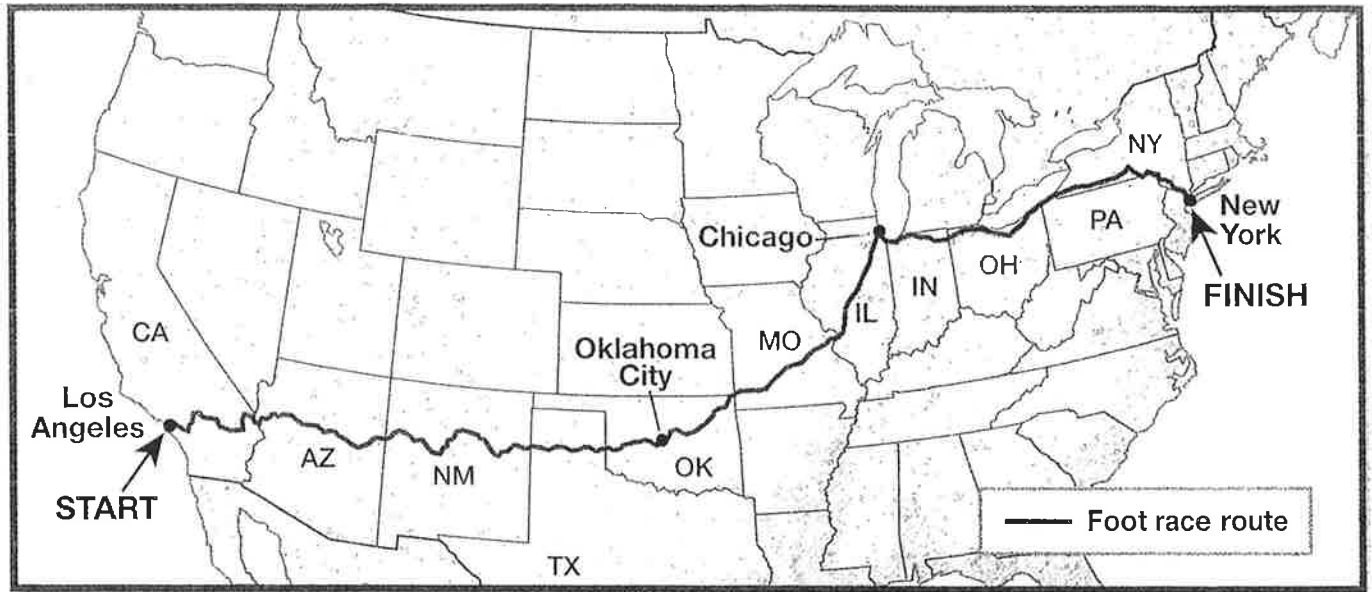 NY
New
York
PA
Chicago
OH
IN
FINISH
IL
CA
MO
Oklahoma
City
Los
Angeles
AZ
NM
OK
START
Foot race route
TX